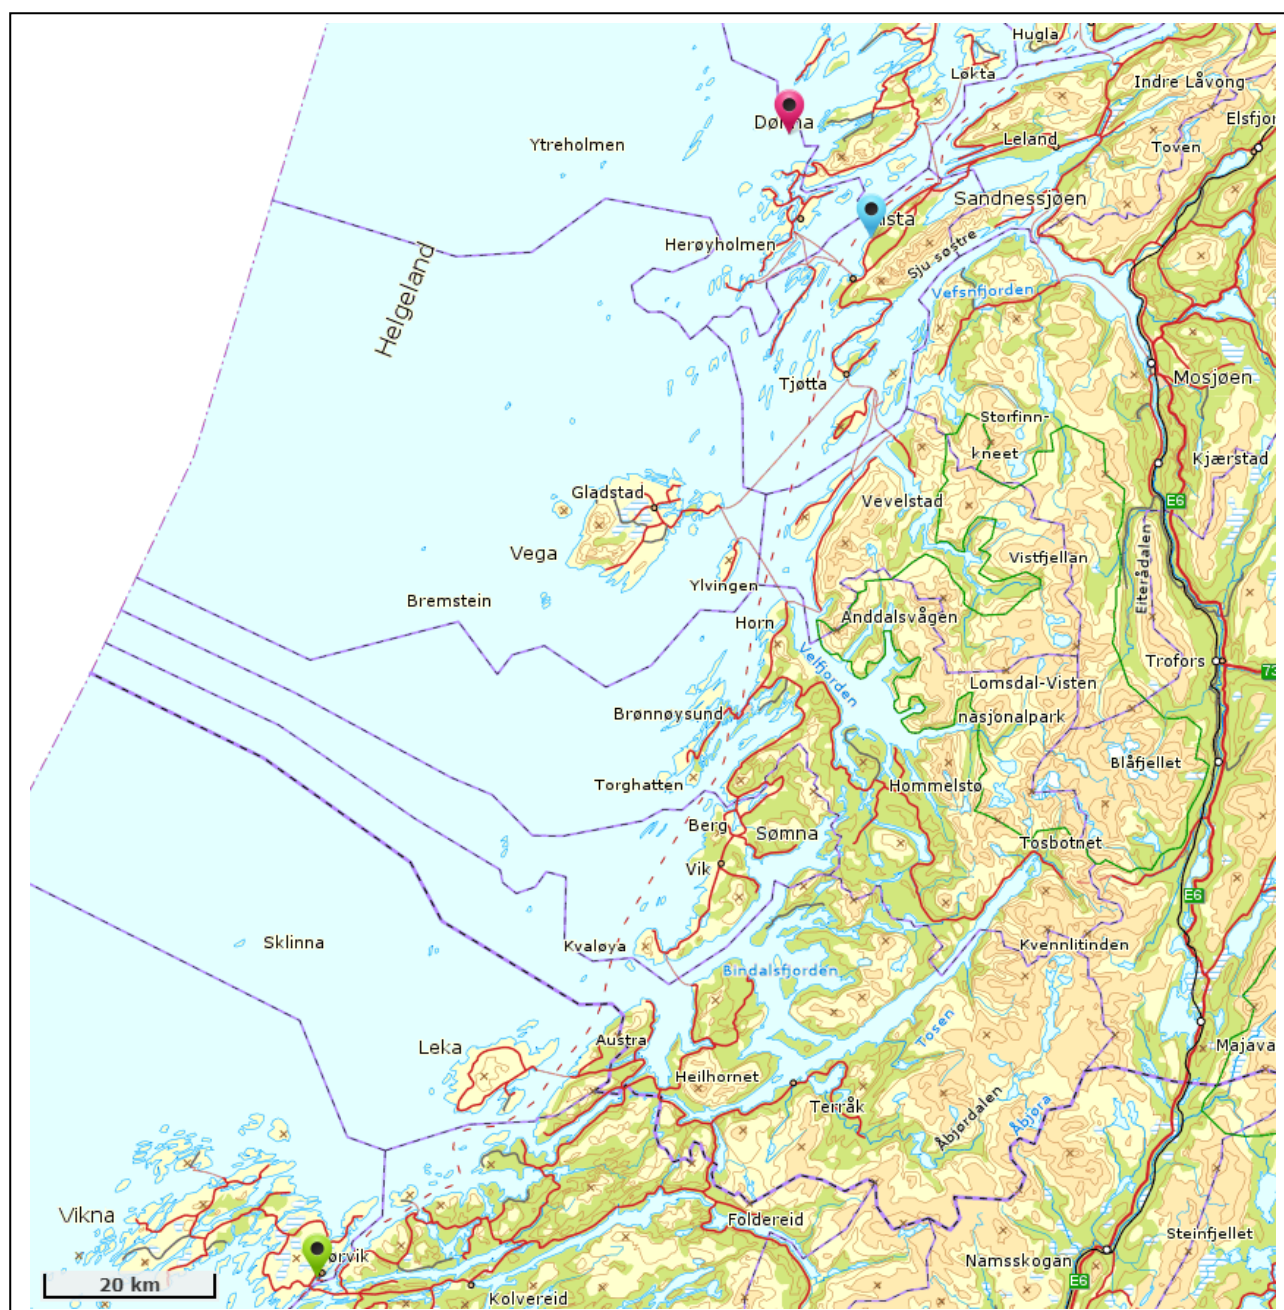 Hugla
Løkta
Indre Låvong
Elsfjor
Ytreholmen
Leland
Toven
Sandnessjøen
Herøyholmen
Sju søstre
Helgeland
Vefsnfjorden
Tjøtta
Mosjøen
Storfinn-
kneet
Kjærstad
Gladstad
Vevelstad
E6
Vega
Vistfjellan
Eiterådalen
Ylvingen
Bremstein
Horn
Anddalsvågen
Velfjorden
Trofors
73
Lomsdal-Visten
nasjonalpark
Brønnøysund
Blåfjellet
Torghatten
Hommelstø
Berg
Sømna
Tosbotnet
Vik
E6
Sklinna
Kvaløya
Kvennlitinden
Bindalsfjorden
Tosen
Leka
Austra
Majava
Heilhornet
Terråk
Åbjørdalen
Åbjøra
Vikna
Foldereid
Steinfjellet
Namsskogan
E6
20 km
Kolvereid